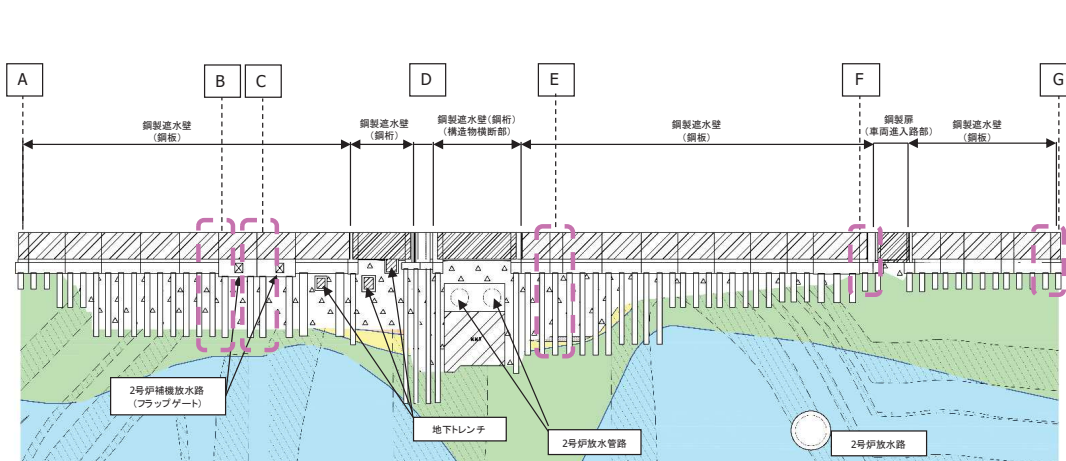 A
B
C
D
E
F
G
鋼製遮水壁
(鋼板)
鋼製遮水壁
(鋼桁)
鋼製遮水壁(鋼桁)
(構造物横断部)
鋼製遮水壁
(鋼板)
鋼製扉
(車両進入路部)
鋼製遮水壁
(鋼板)
2号炉補機放水路
(フラップゲート)
地下トレンチ
2号炉放水管路
2号炉放水路